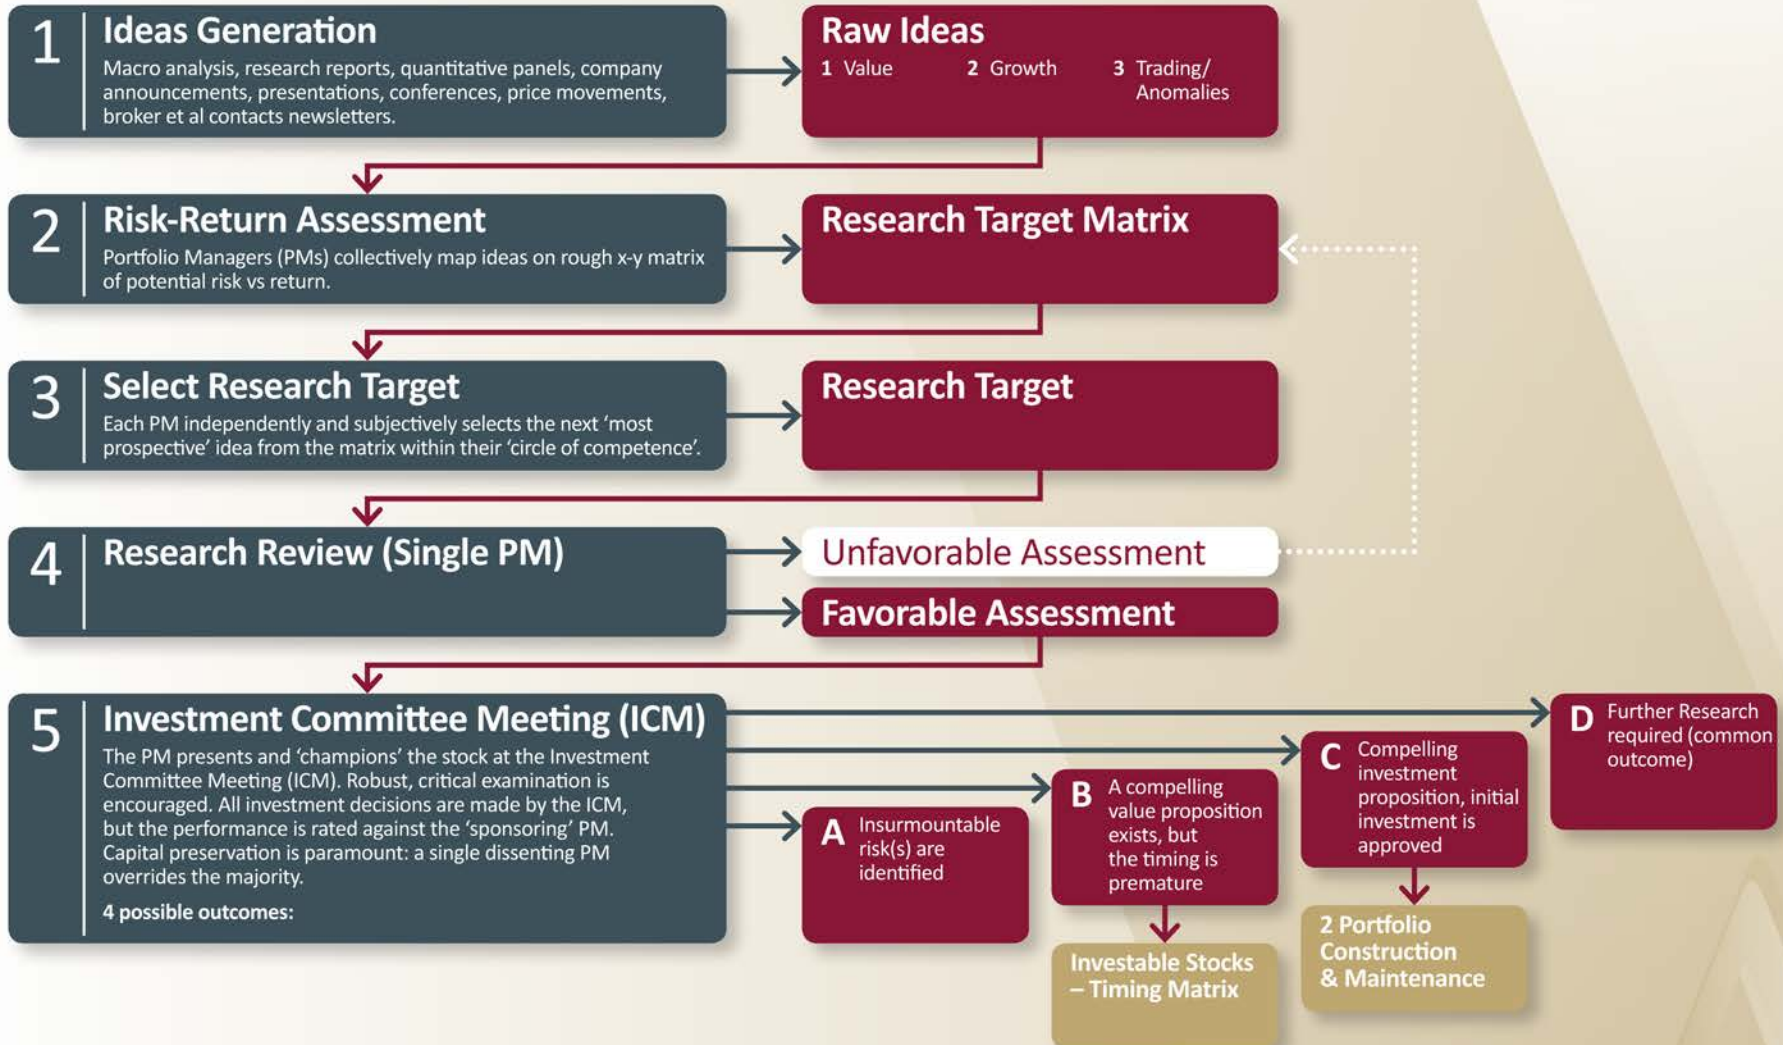 1
Ideas Generation
Macro analysis, research reports, quantitative panels, company
announcements, presentations, conferences, price movements,
broker et al contacts newsletters.
Raw Ideas
1 Value 2 Growth 3 Trading/
Anomalies
2
Risk-Return Assessment
Portfolio Managers (PMs) collectively map ideas on rough x-y matrix
of potential risk vs return.
Research Target Matrix
3
Select Research Target
Each PM independently and subjectively selects the next ‘most
prospective’ idea from the matrix within their ‘circle of competence’.
Research Target
4
Research Review (Single PM)
Unfavorable Assessment
Favorable Assessment
5
Investment Committee Meeting (ICM)
The PM presents and ‘champions’ the stock at the Investment
Committee Meeting (ICM). Robust, critical examination is
encouraged. All investment decisions are made by the ICM,
but the performance is rated against the ‘sponsoring’ PM.
Capital preservation is paramount: a single dissenting PM
overrides the majority.
4 possible outcomes:
A Insurmountable
risk(s) are
identified
B A compelling
value proposition
exists, but
the timing is
premature
Investable Stocks
– Timing Matrix
C Compelling
investment
proposition, initial
investment is
approved
2 Portfolio
Construction
& Maintenance
D Further Research
required (common
outcome)